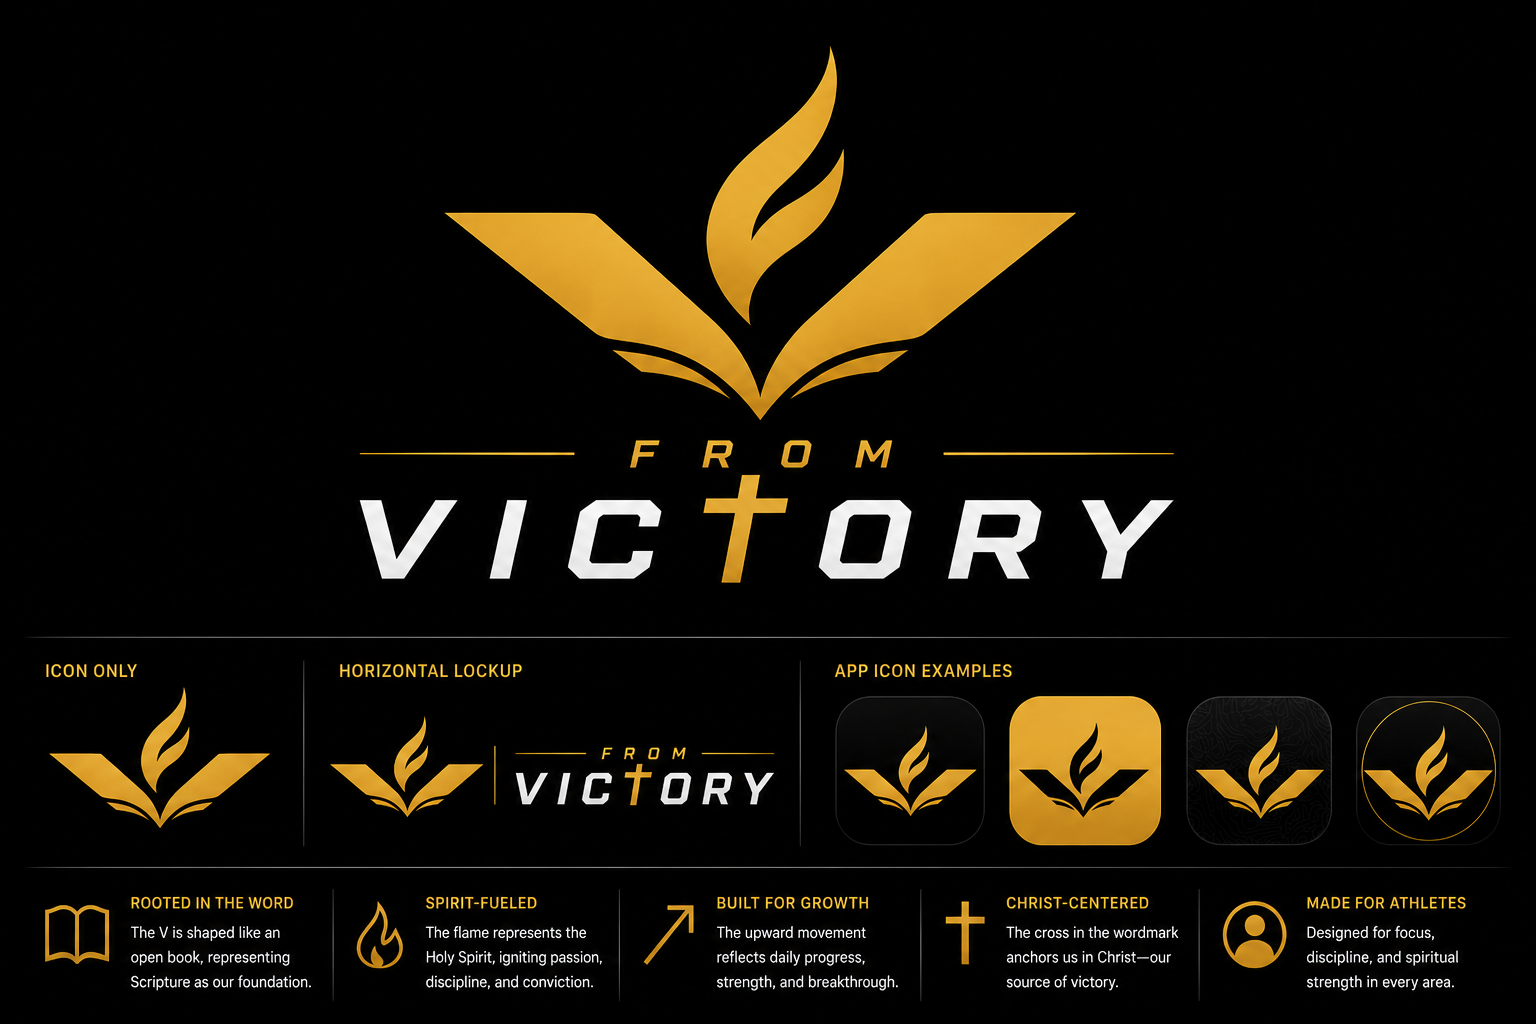 FROM
VICTORY
ICON ONLY
HORIZONTAL LOCKUP
FROM
VICTORY
APP ICON EXAMPLES
ROOTED IN THE WORD
The V is shaped like an
open book, representing
Scripture as our foundation.
SPIRIT-FUELED
The flame represents the
Holy Spirit, igniting passion,
discipline, and conviction.
BUILT FOR GROWTH
The upward movement
reflects daily progress,
strength, and breakthrough.
CHRIST-CENTERED
The cross in the wordmark
anchors us in Christ—our
source of victory.
MADE FOR ATHLETES
Designed for focus,
discipline, and spiritual
strength in every area.